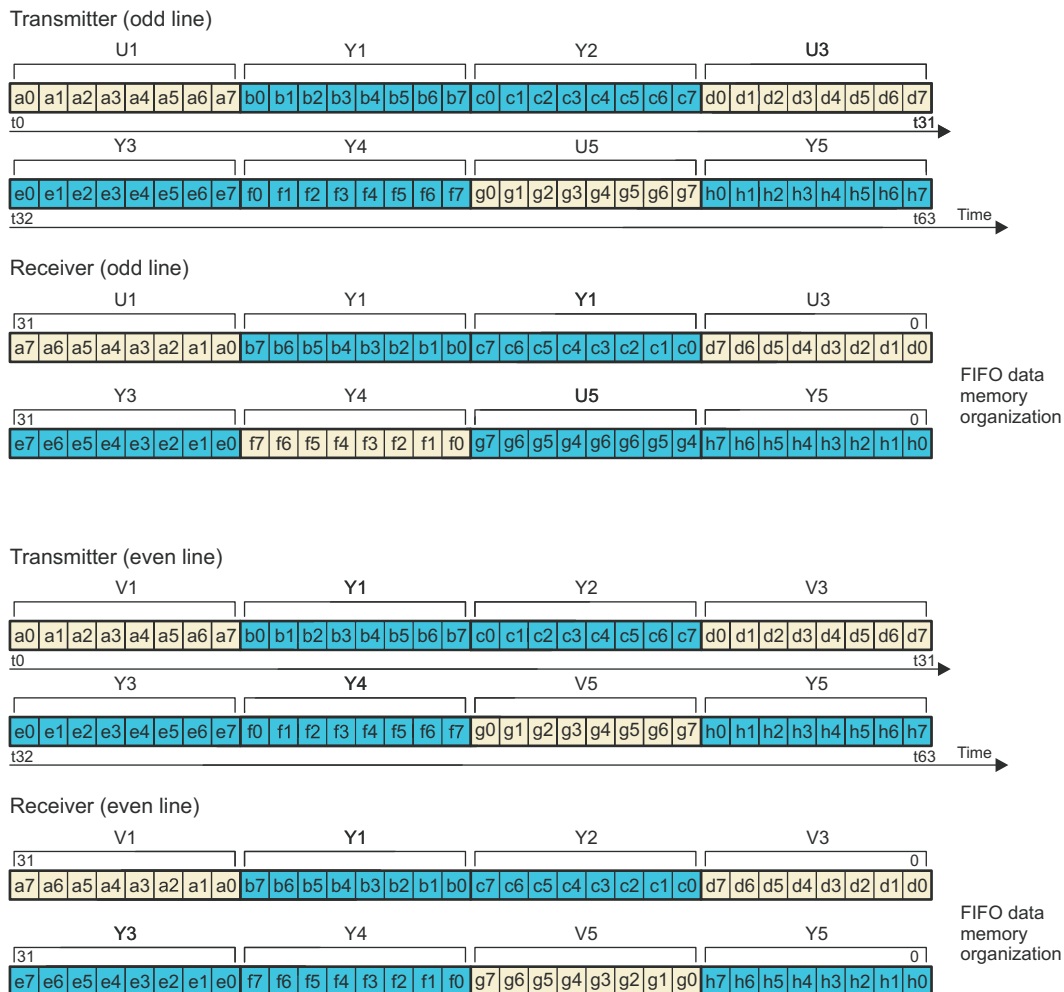 Transmitter (odd line)
U1 Y1 Y2 U3
a0 a1 a2 a3 a4 a5 a6 a7 b0 b1 b2 b3 b4 b5 b6 b7 c0 c1 c2 c3 c4 c5 c6 c7 d0 d1 d2 d3 d4 d5 d6 d7
t0 t31
Y3 Y4 U5 Y5
e0 e1 e2 e3 e4 e5 e6 e7 f0 f1 f2 f3 f4 f5 f6 f7 g0 g1 g2 g3 g4 g5 g6 g7 h0 h1 h2 h3 h4 h5 h6 h7
t32 t63 Time
Receiver (odd line)
U1 Y1 Y1 U3
31 0
a7 a6 a5 a4 a3 a2 a1 a0 b7 b6 b5 b4 b3 b2 b1 b0 c7 c6 c5 c4 c3 c2 c1 c0 d7 d6 d5 d4 d3 d2 d1 d0
Y3 Y4 U5 Y5
31 0
e7 e6 e5 e4 e3 e2 e1 e0 f7 f6 f5 f4 f3 f2 f1 f0 g7 g6 g5 g4 g6 g6 g5 g4 h7 h6 h5 h4 h3 h2 h1 h0
FIFO data
memory
organization
Transmitter (even line)
V1 Y1 Y2 V3
a0 a1 a2 a3 a4 a5 a6 a7 b0 b1 b2 b3 b4 b5 b6 b7 c0 c1 c2 c3 c4 c5 c6 c7 d0 d1 d2 d3 d4 d5 d6 d7
t0 t31
Y3 Y4 V5 Y5
e0 e1 e2 e3 e4 e5 e6 e7 f0 f1 f2 f3 f4 f5 f6 f7 g0 g1 g2 g3 g4 g5 g6 g7 h0 h1 h2 h3 h4 h5 h6 h7
t32 t63 Time
Receiver (even line)
V1 Y1 Y2 V3
31 0
a7 a6 a5 a4 a3 a2 a1 a0 b7 b6 b5 b4 b3 b2 b1 b0 c7 c6 c5 c4 c3 c2 c1 c0 d7 d6 d5 d4 d3 d2 d1 d0
Y3 Y4 V5 Y5
31 0
e7 e6 e5 e4 e3 e2 e1 e0 f7 f6 f5 f4 f3 f2 f1 f0 g7 g6 g5 g4 g3 g2 g1 g0 h7 h6 h5 h4 h3 h2 h1 h0
FIFO data
memory
organization